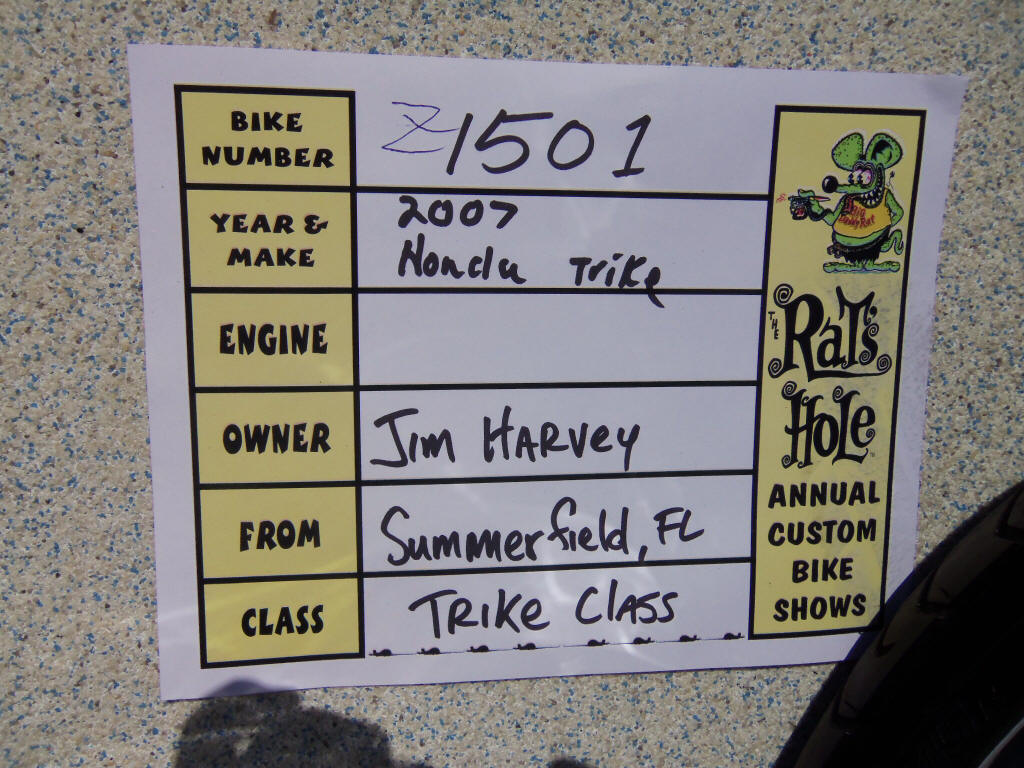 BIKE NUMBER
Z1501
YEAR & MAKE
2007
Honda Trike
ENGINE
OWNER
Jim HARVEY
FROM
Summerfield, FL
CLASS
TRIKE CLASS
THE
RAT'S
HOLE
ANNUAL
CUSTOM
BIKE
SHOWS